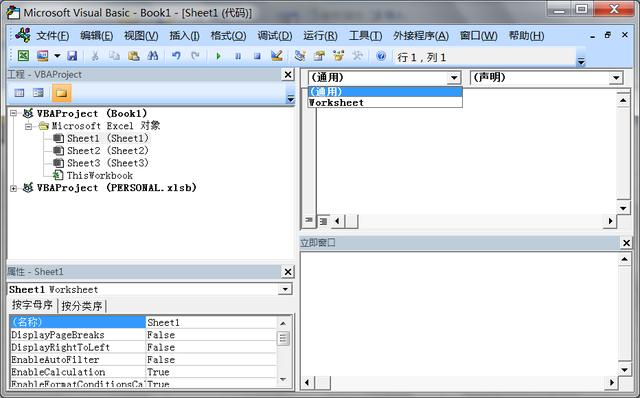 Microsoft Visual Basic - Book1 - [Sheet1 (代码)]
文件(F) 编辑(E) 视图(V) 插入(I) 格式(O) 调试(D) 运行(R) 工具(T) 外接程序(A) 窗口(W) 帮助(H)
行 1 , 列 1
工程 - VBAProject
VBAProject (Book1)
Microsoft Excel 对象
Sheet1 (Sheet1)
Sheet2 (Sheet2)
Sheet3 (Sheet3)
ThisWorkbook
VBAProject (PERSONAL.xlsb)
属性 - Sheet1
Sheet1 Worksheet
按字母序 按分类序
(名称) Sheet1
DisplayPageBreaks False
DisplayRightToLeft False
EnableAutoFilter False
EnableCalculation True
EnableFormatConditionsCa True
(通用) (声明)
(通用)
Worksheet
立即窗口